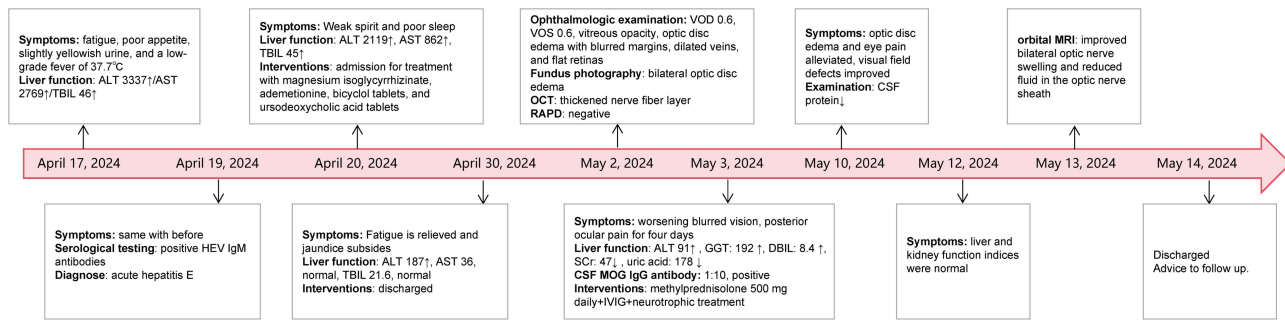 Symptoms: fatigue, poor appetite,
slightly yellowish urine, and a low-
grade fever of 37.7°C
Liver function: ALT 3337↑/AST
2769↑/TBIL 46↑
Symptoms: Weak spirit and poor sleep
Liver function: ALT 2119↑, AST 862↑,
TBIL 45↑
Interventions: admission for treatment
with magnesium isoglycyrrhizinate,
ademetionine, bicyclol tablets, and
ursodeoxycholic acid tablets
Ophthalmologic examination: VOD 0.6,
VOS 0.6, vitreous opacity, optic disc
edema with blurred margins, dilated veins,
and flat retinas
Fundus photography: bilateral optic disc
edema
OCT: thickened nerve fiber layer
RAPD: negative
Symptoms: optic disc
edema and eye pain
alleviated, visual field
defects improved
Examination: CSF
protein↓
orbital MRI: improved
bilateral optic nerve
swelling and reduced
fluid in the optic nerve
sheath
April 17, 2024
April 19, 2024
April 20, 2024
April 30, 2024
May 2, 2024
May 3, 2024
May 10, 2024
May 12, 2024
May 13, 2024
May 14, 2024
Symptoms: same with before
Serological testing: positive HEV IgM
antibodies
Diagnose: acute hepatitis E
Symptoms: Fatigue is relieved and
jaundice subsides
Liver function: ALT 187↑, AST 36,
normal, TBIL 21.6, normal
Interventions: discharged
Symptoms: worsening blurred vision, posterior
ocular pain for four days
Liver function: ALT 91↑ , GGT: 192 ↑, DBIL: 8.4 ↑,
SCr: 47↓ , uric acid: 178 ↓
CSF MOG IgG antibody: 1:10, positive
Interventions: methylprednisolone 500 mg
daily+IVIG+neurotrophic treatment
Symptoms: liver and
kidney function indices
were normal
Discharged
Advice to follow up.